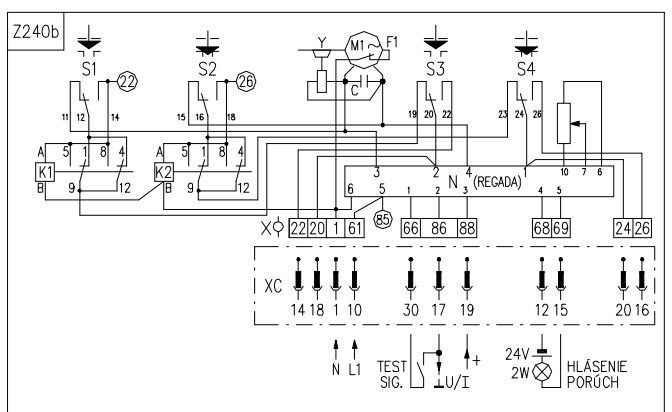 Z240b
Y M1 F1
S1 S2 S3 S4
22 26
C
11 12 14 15 16 18 19 20 22 23 24 26
A 5 1 8 4 A 5 1 8 4
K1 K2
B 9 12 B 9 12
3 2 4 1 10 7 6
N (REGADA)
6 5 1 2 3 4 5
85
X 22 20 1 61 66 86 88 68 69 24 26
XC
14 18 1 10 30 17 19 12 15 20 16
N L1
TEST
SIG.
U/I
+
24V
2W
HLÁSENIE
PORÚCH